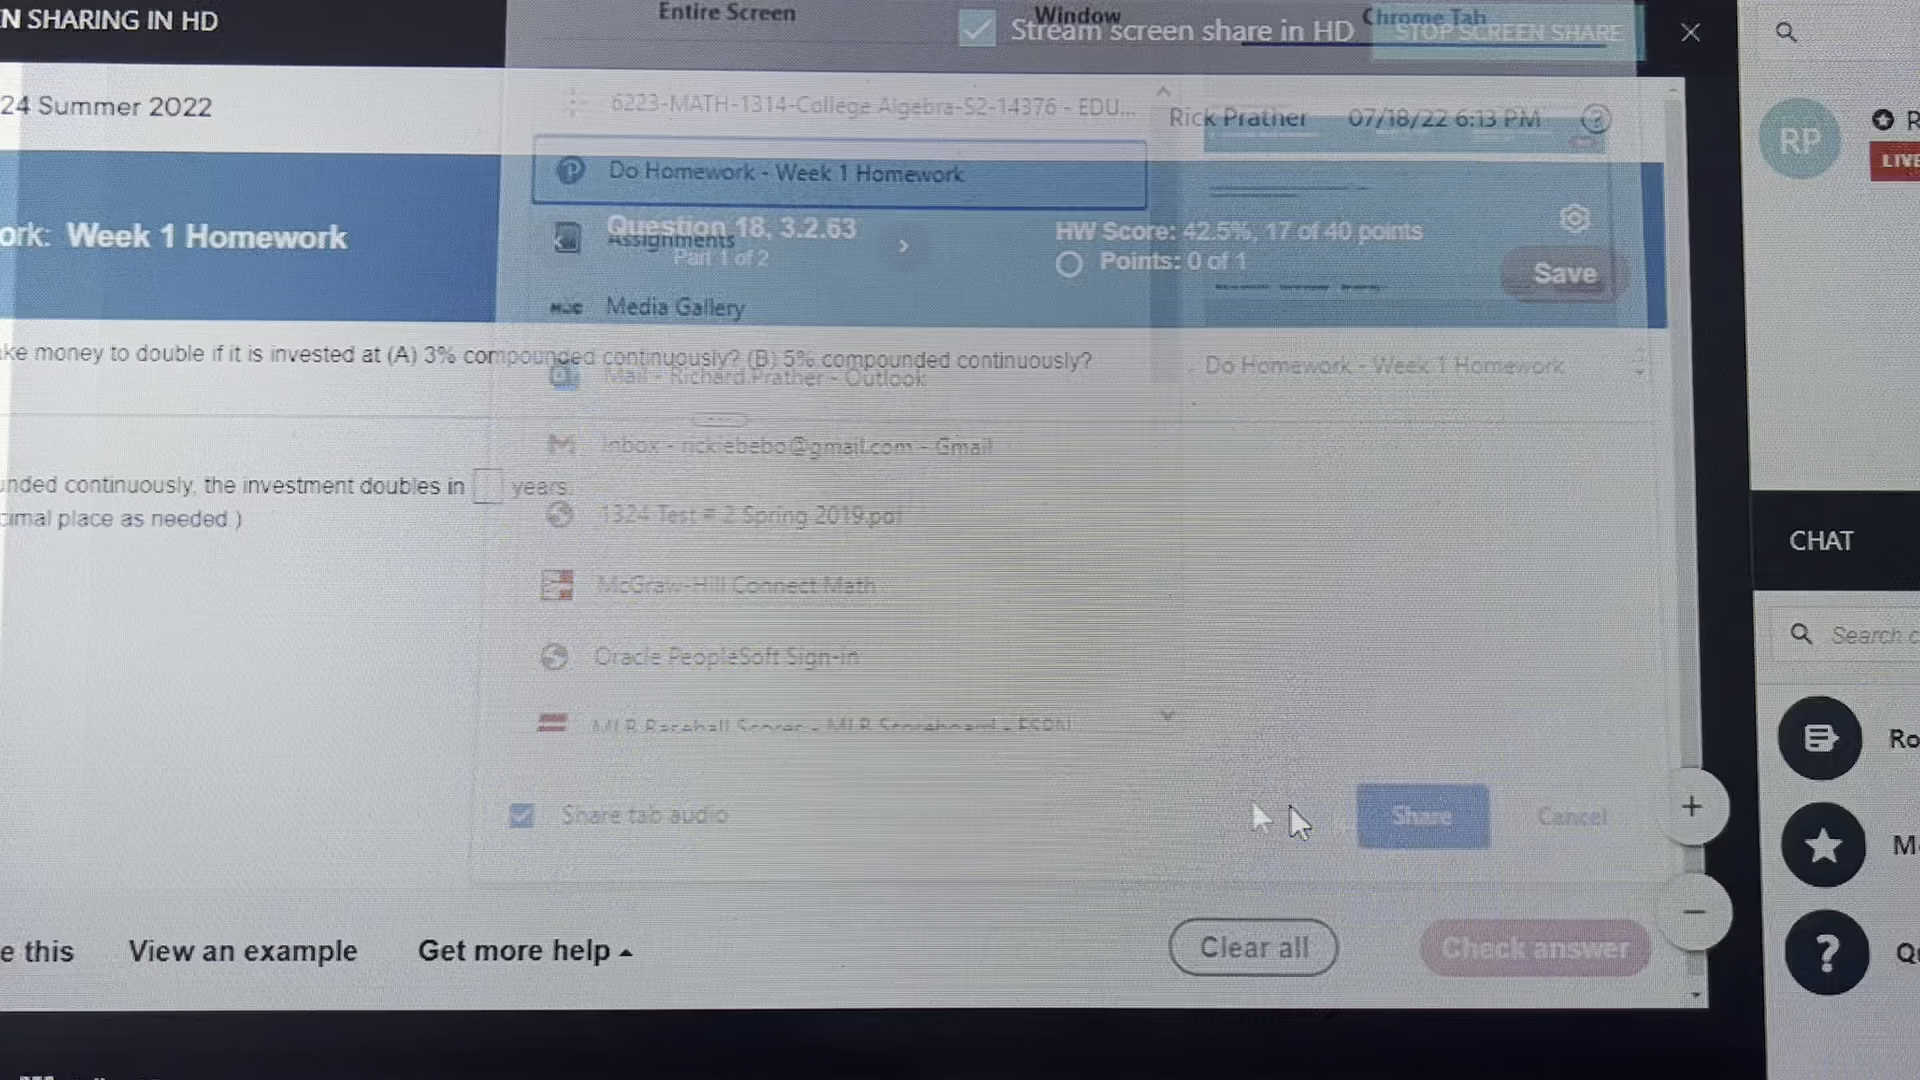 N SHARING IN HD
Entire Screen
Window
Chrome Tab
Stream screen share in HD
STOP SCREEN SHARE
24 Summer 2022
6223-MATH-1314-College Algebra-S2-14376 - EDU...
Rick Prather 07/18/22 6:13 PM
RP
LIVE
Do Homework - Week 1 Homework
ork: Week 1 Homework
Question 18, 3.2.63
Assignments
Part 1 of 2
HW Score: 42.5%, 17 of 40 points
Points: 0 of 1
Save
Media Gallery
ke money to double if it is invested at (A) 3% compounded continuously? (B) 5% compounded continuously?
Mail - Richard.Prather - Outlook
Do Homework - Week 1 Homework
Inbox - rickiebebo@gmail.com - Gmail
nded continuously, the investment doubles in years.
cimal place as needed.)
1324 Test # 2 Spring 2019.pdf
CHAT
McGraw-Hill Connect Math
Search c
Oracle PeopleSoft Sign-in
MLB Baseball Scores - MLB Scoreboard - ESPN
Ro
Share tab audio
Share
Cancel
M
e this
View an example
Get more help
Clear all
Check answer
Qu